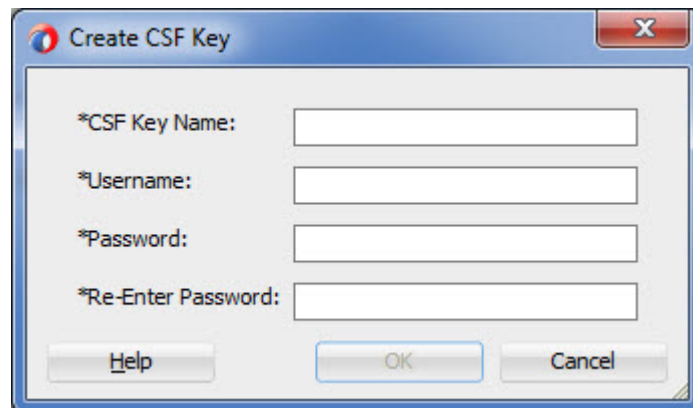 Create CSF Key
*CSF Key Name:
*Username:
*Password:
*Re-Enter Password:
Help OK Cancel